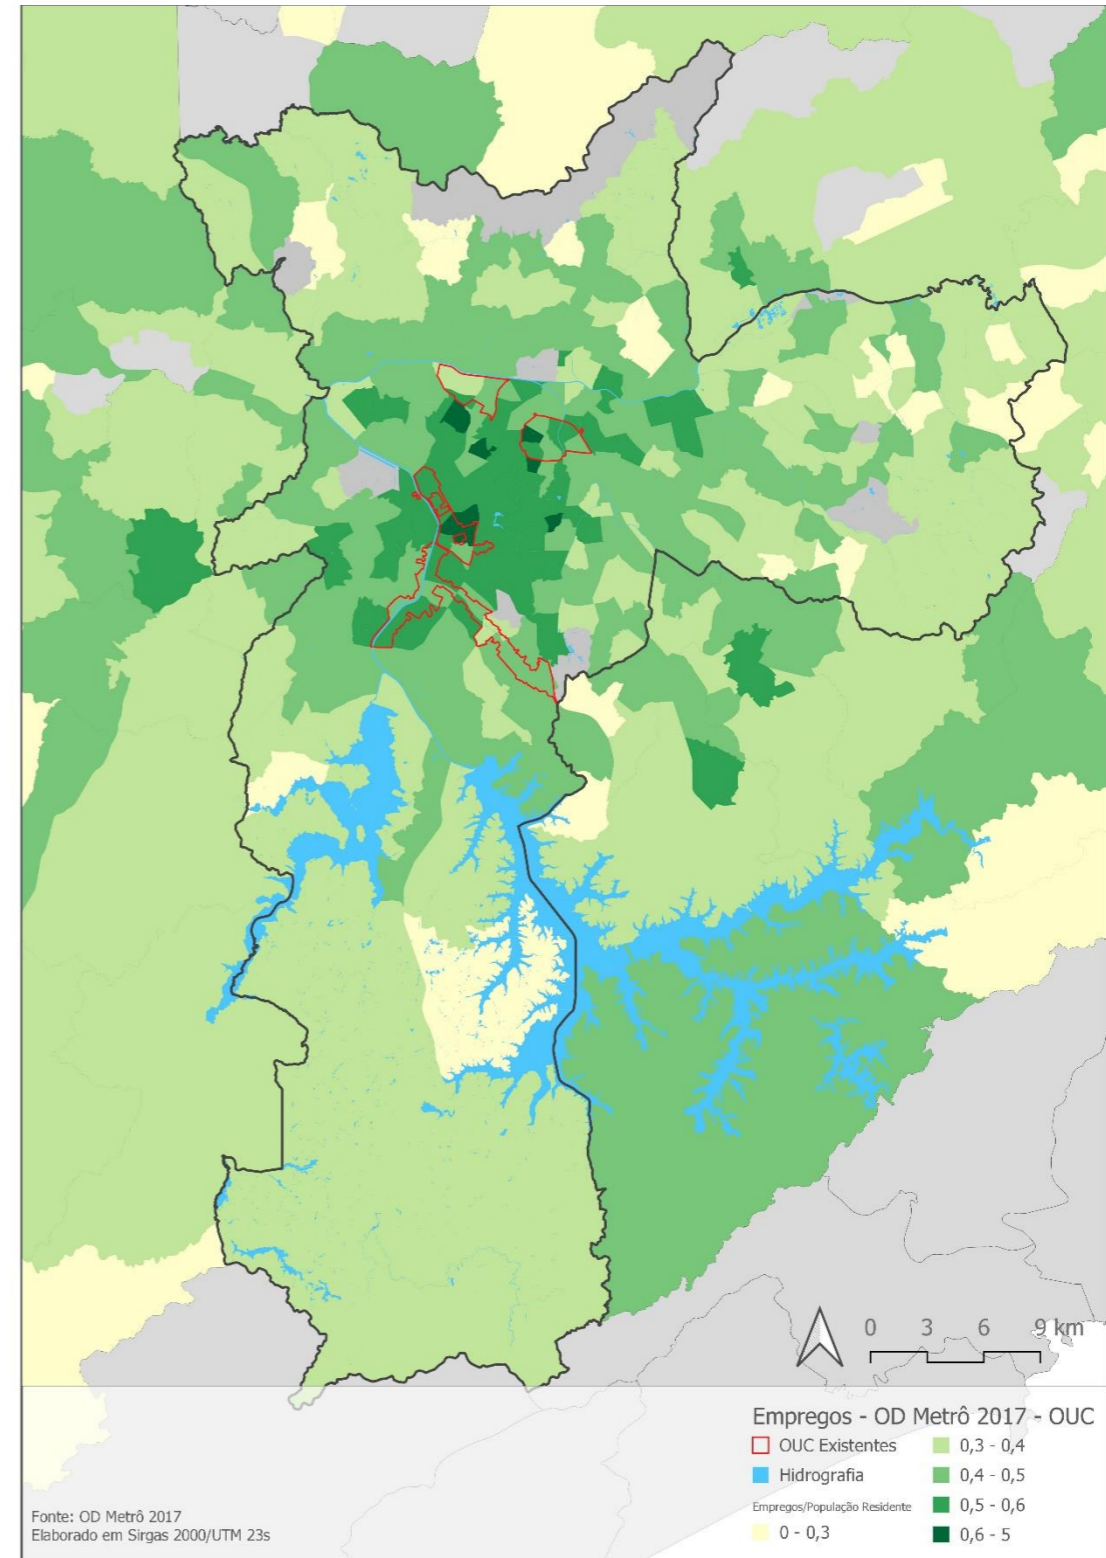 0 3 6 9 km
Empregos - OD Metrô 2017 - OUC
OUC Existentes
Hidrografia
Empregos/População Residente
0 - 0,3
0,3 - 0,4
0,4 - 0,5
0,5 - 0,6
0,6 - 5
Fonte: OD Metrô 2017
Elaborado em Sirgas 2000/UTM 23s